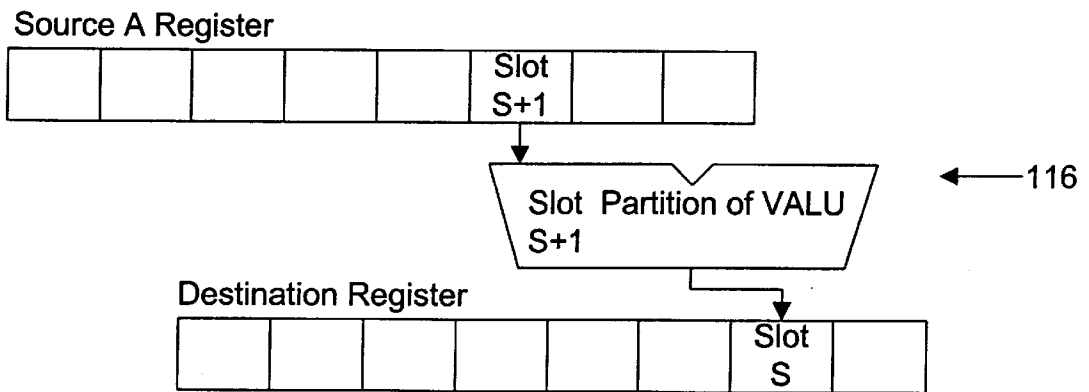 Source A Register
Slot
S+1
116
Slot Partition of VALU
S+1
Destination Register
Slot
S